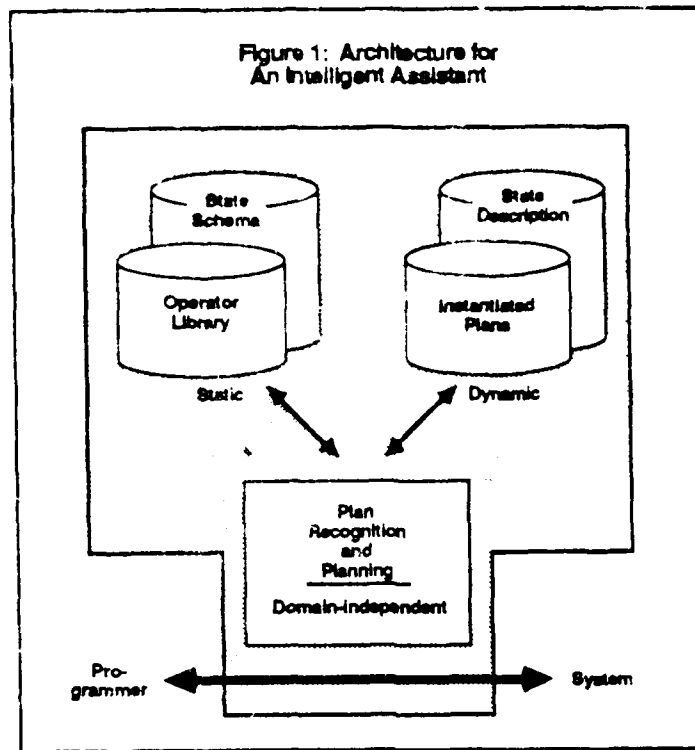 Figure 1: Architecture for
An Intelligent Assistant
State
Schema
Operator
Library
Static
State
Description
Instantiated
Plans
Dynamic
Plan
Recognition
and
Planning
Domain-independent
Pro-
grammer
System